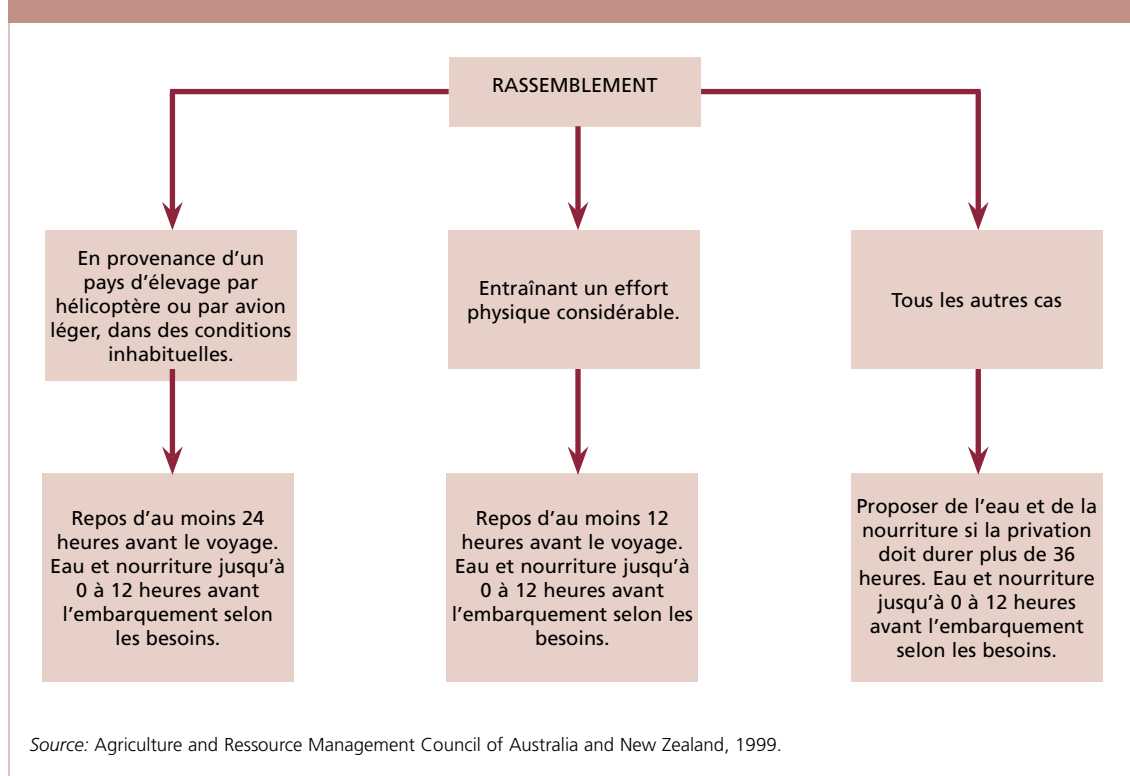 RASSEMBLEMENT
En provenance d'un
pays d'élevage par
hélicoptère ou par avion
léger, dans des conditions
inhabituelles.
Entraînant un effort
physique considérable.
Tous les autres cas
Repos d'au moins 24
heures avant le voyage.
Eau et nourriture jusqu'à
0 à 12 heures avant
l'embarquement selon
les besoins.
Repos d'au moins 12
heures avant le voyage.
Eau et nourriture jusqu'à
0 à 12 heures avant
l'embarquement selon les
besoins.
Proposer de l'eau et de la
nourriture si la privation
doit durer plus de 36
heures. Eau et nourriture
jusqu'à 0 à 12 heures
avant l'embarquement
selon les besoins.
Source: Agriculture and Ressource Management Council of Australia and New Zealand, 1999.